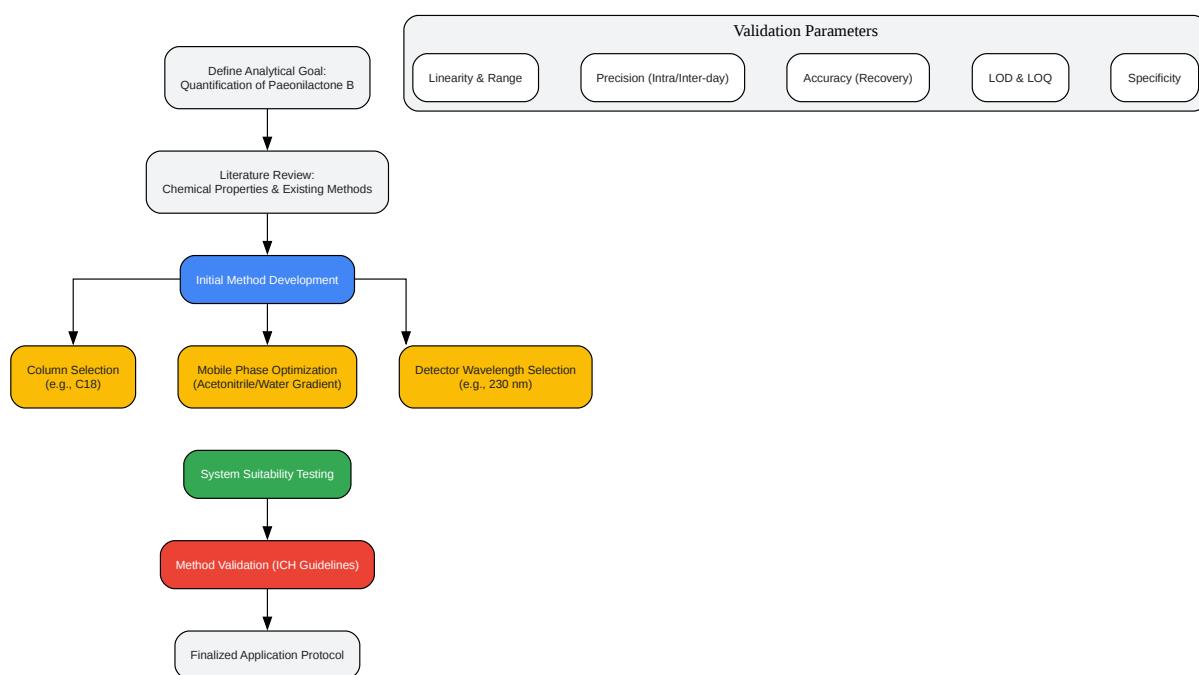 Validation Parameters
Linearity & Range
Precision (Intra/Inter-day)
Accuracy (Recovery)
LOD & LOQ
Specificity
Define Analytical Goal:
Quantification of Paeonilactone B
Literature Review:
Chemical Properties & Existing Methods
Initial Method Development
Column Selection
(e.g., C18)
Mobile Phase Optimization
(Acetonitrile/Water Gradient)
Detector Wavelength Selection
(e.g., 230 nm)
System Suitability Testing
Method Validation (ICH Guidelines)
Finalized Application Protocol